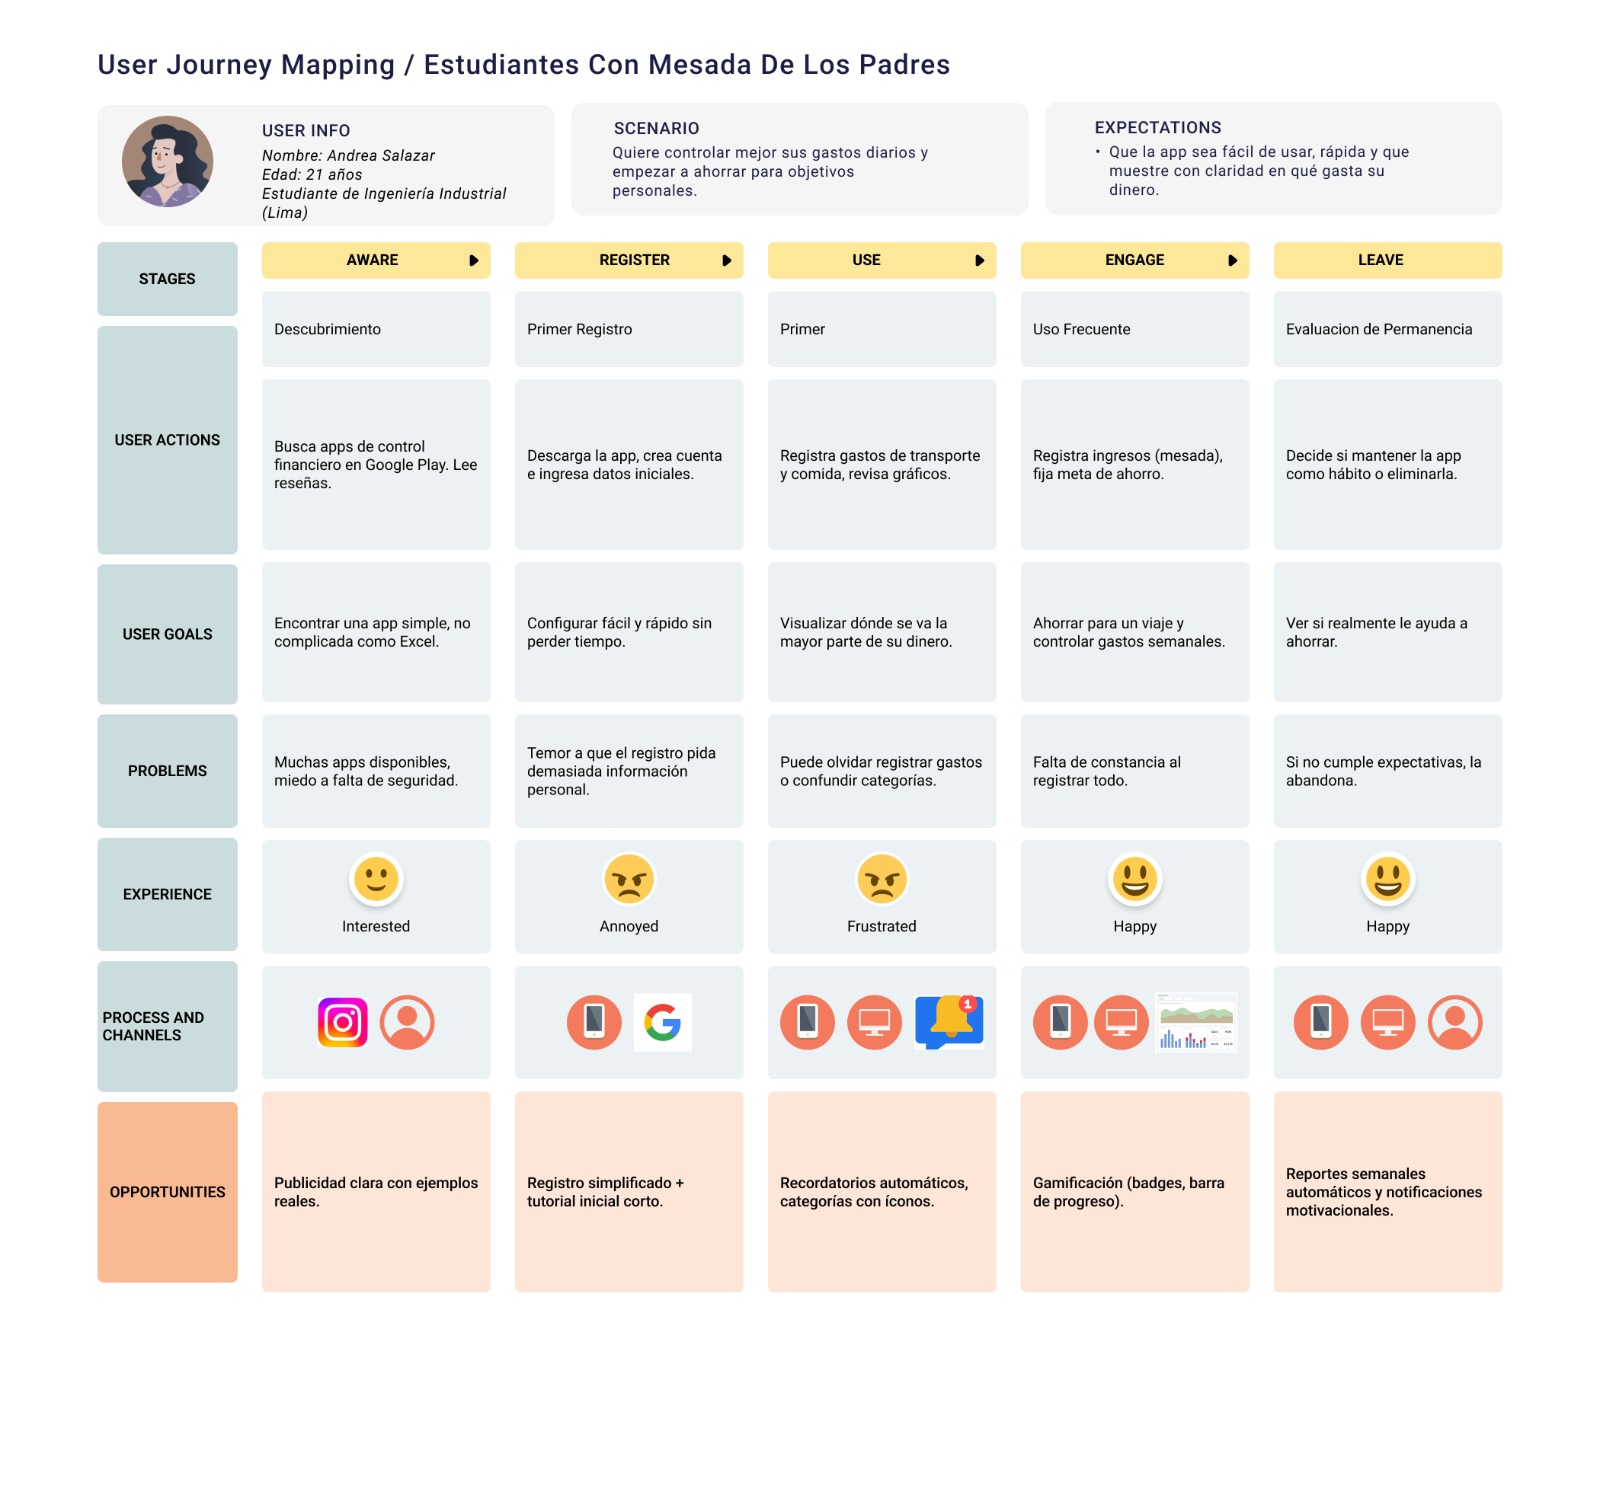 User Journey Mapping / Estudiantes Con Mesada De Los Padres
USER INFO
Nombre: Andrea Salazar
Edad: 21 años
Estudiante de Ingeniería Industrial
(Lima)
SCENARIO
Quiere controlar mejor sus gastos diarios y
empezar a ahorrar para objetivos
personales.
EXPECTATIONS
• Que la app sea fácil de usar, rápida y que
muestre con claridad en qué gasta su
dinero.
STAGES
AWARE
REGISTER
USE
ENGAGE
LEAVE
Descubrimiento
Primer Registro
Primer
Uso Frecuente
Evaluacion de Permanencia
USER ACTIONS
Busca apps de control
financiero en Google Play. Lee
reseñas.
Descarga la app, crea cuenta
e ingresa datos iniciales.
Registra gastos de transporte
y comida, revisa gráficos.
Registra ingresos (mesada),
fija meta de ahorro.
Decide si mantener la app
como hábito o eliminarla.
USER GOALS
Encontrar una app simple, no
complicada como Excel.
Configurar fácil y rápido sin
perder tiempo.
Visualizar dónde se va la
mayor parte de su dinero.
Ahorrar para un viaje y
controlar gastos semanales.
Ver si realmente le ayuda a
ahorrar.
PROBLEMS
Muchas apps disponibles,
miedo a falta de seguridad.
Temor a que el registro pida
demasiada información
personal.
Puede olvidar registrar gastos
o confundir categorías.
Falta de constancia al
registrar todo.
Si no cumple expectativas, la
abandona.
EXPERIENCE
Interested
Annoyed
Frustrated
Happy
Happy
PROCESS AND
CHANNELS
1
OPPORTUNITIES
Publicidad clara con ejemplos
reales.
Registro simplificado +
tutorial inicial corto.
Recordatorios automáticos,
categorías con íconos.
Gamificación (badges, barra
de progreso).
Reportes semanales
automáticos y notificaciones
motivacionales.